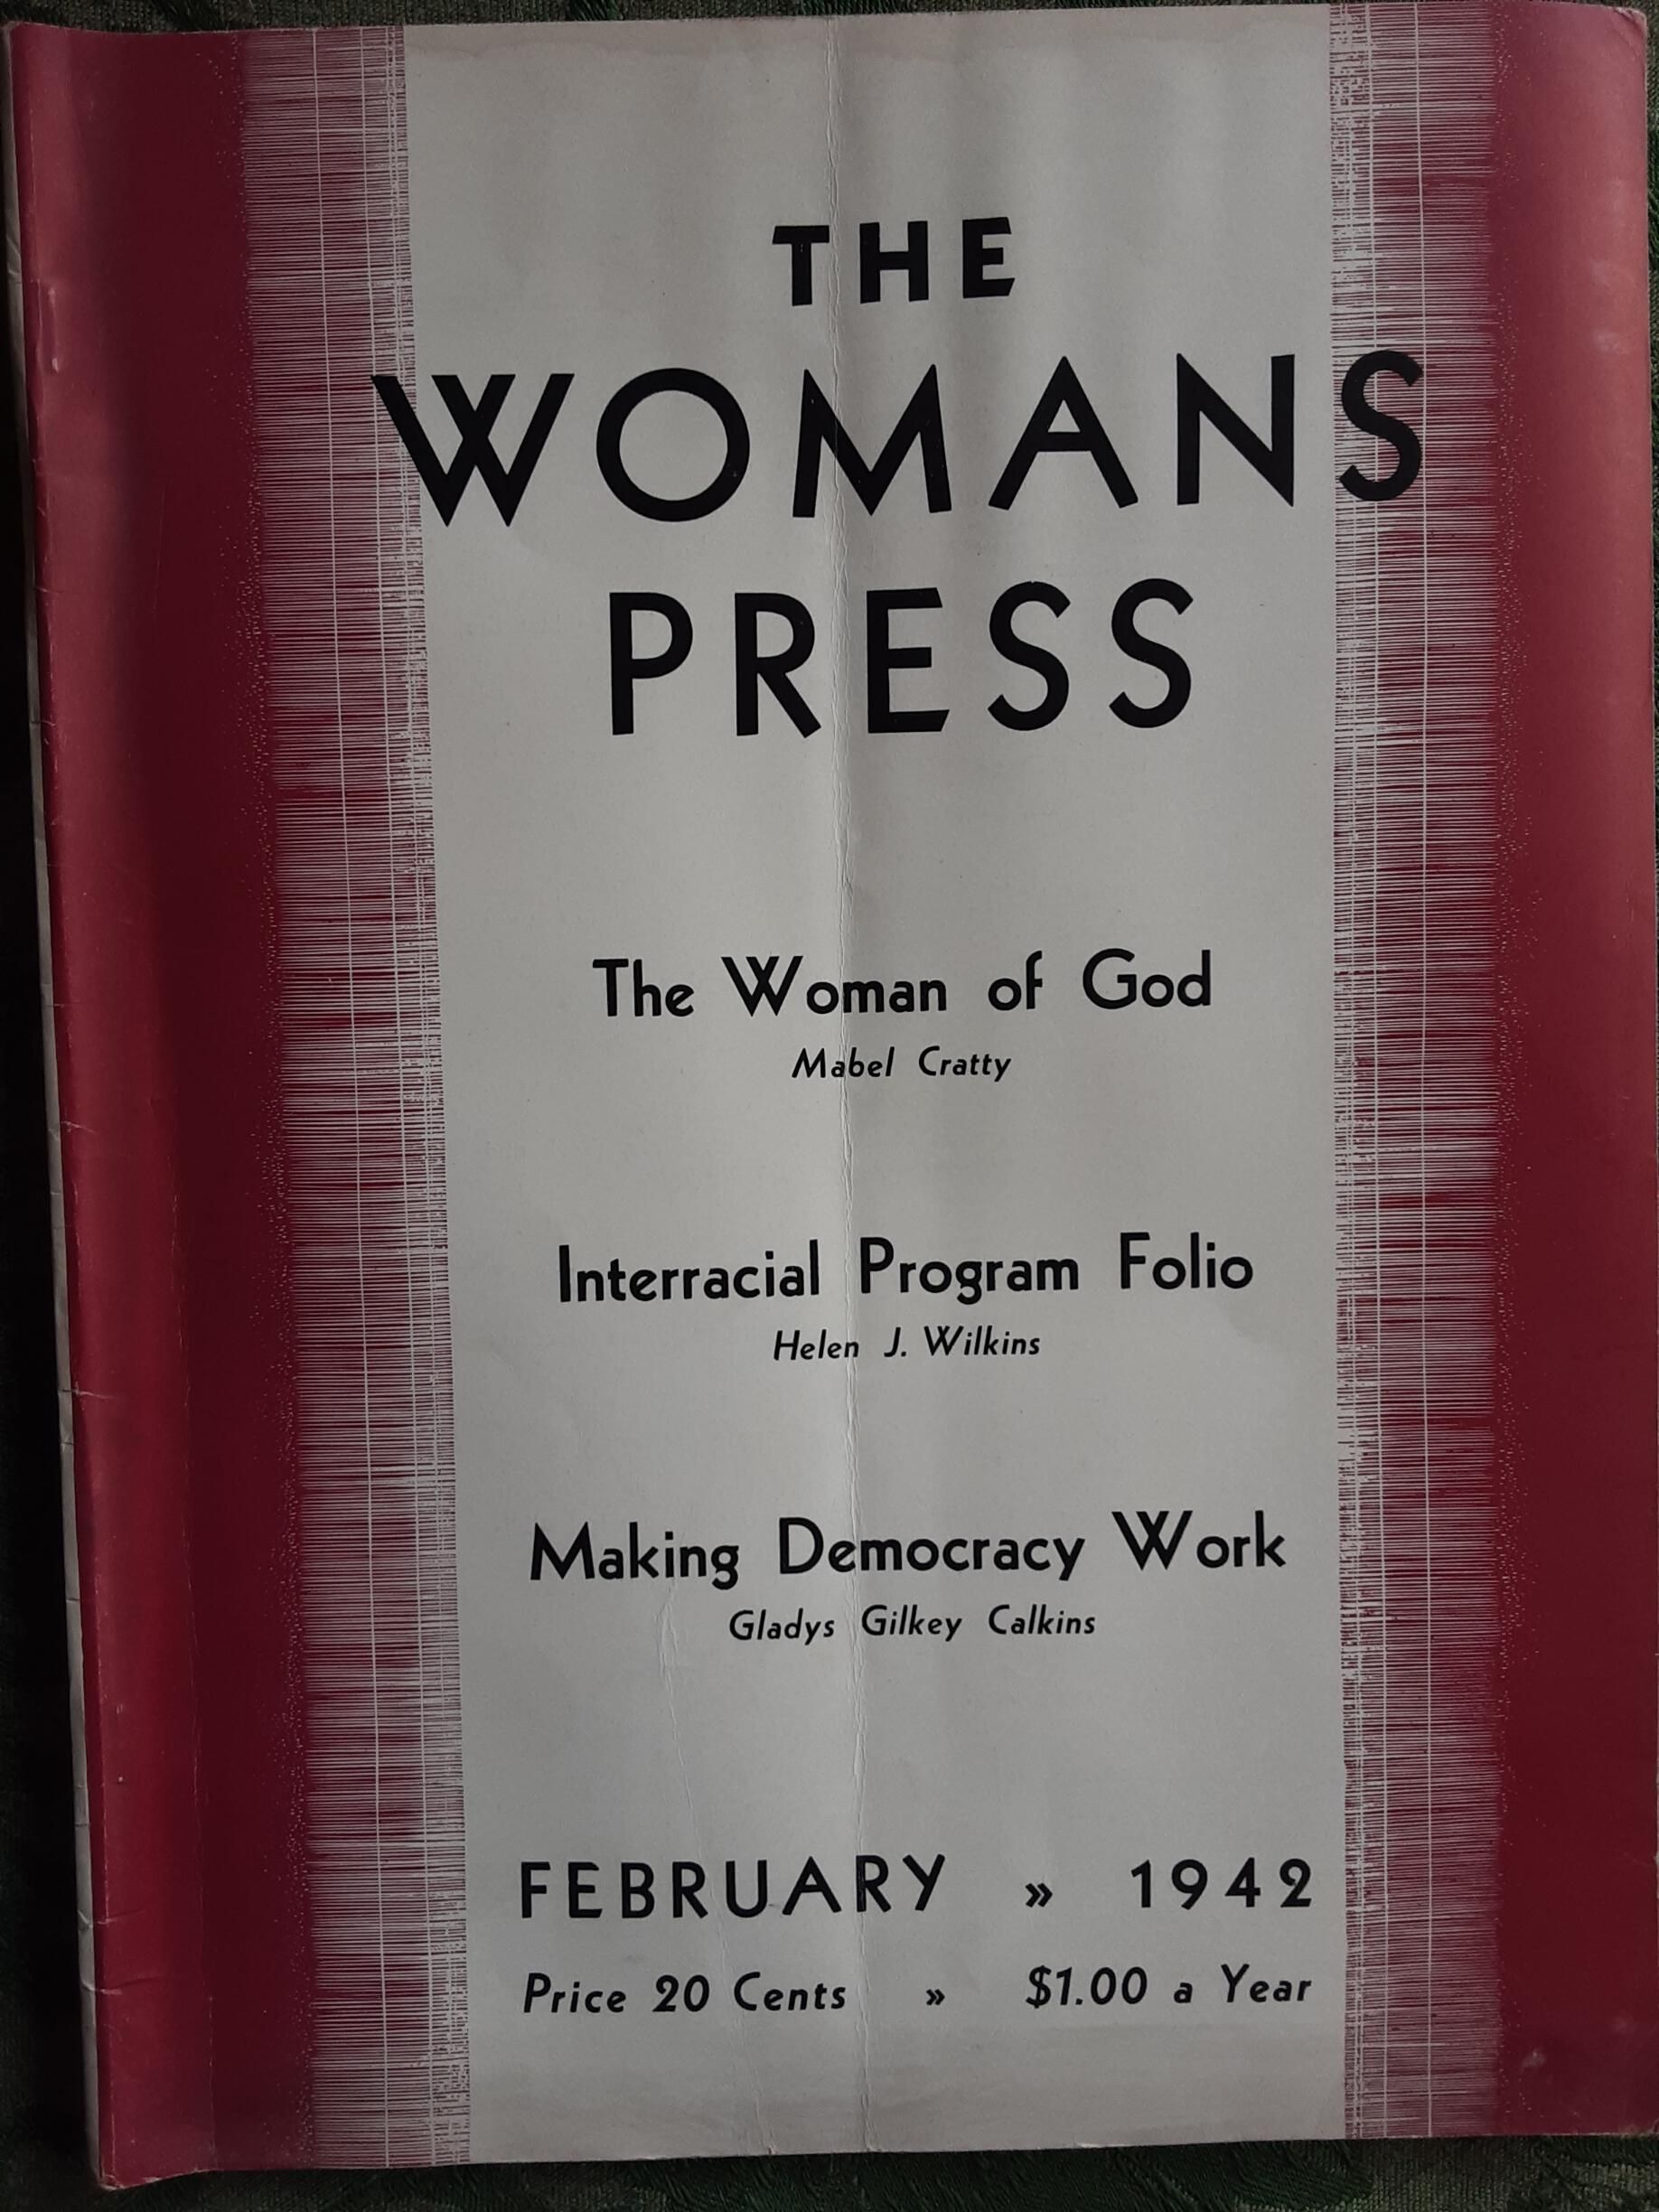 THE
WOMANS
PRESS
The Woman of God
Mabel Cratty
Interracial Program Folio
Helen J. Wilkins
Making Democracy Work
Gladys Gilkey Calkins
FEBRUARY » 1942
Price 20 Cents » $1.00 a Year